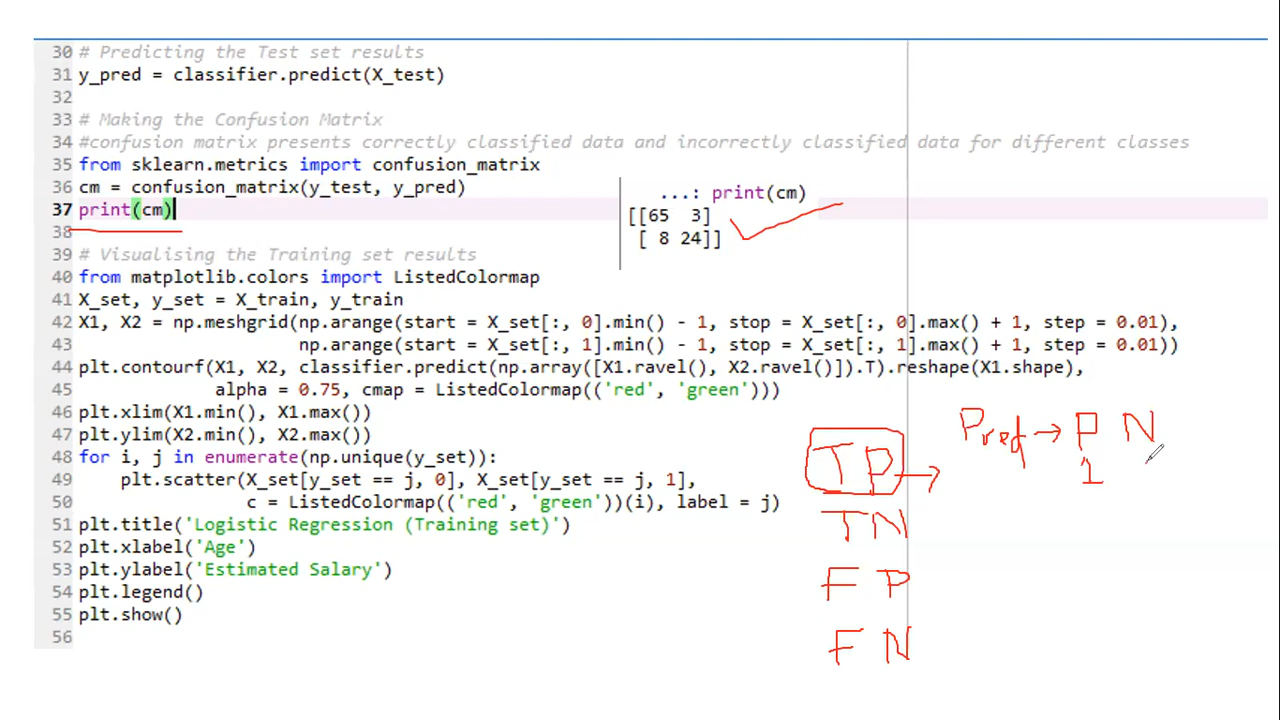 30 # Predicting the Test set results
31 y_pred = classifier.predict(X_test)
32
33 # Making the Confusion Matrix
34 #confusion matrix presents correctly classified data and incorrectly classified data for different classes
35 from sklearn.metrics import confusion_matrix
36 cm = confusion_matrix(y_test, y_pred)
37 print(cm)
...: print(cm)
[[65  3]
[ 8 24]]
38
39 # Visualising the Training set results
40 from matplotlib.colors import ListedColormap
41 X_set, y_set = X_train, y_train
42 X1, X2 = np.meshgrid(np.arange(start = X_set[:, 0].min() - 1, stop = X_set[:, 0].max() + 1, step = 0.01),
43 np.arange(start = X_set[:, 1].min() - 1, stop = X_set[:, 1].max() + 1, step = 0.01))
44 plt.contourf(X1, X2, classifier.predict(np.array([X1.ravel(), X2.ravel()]).T).reshape(X1.shape),
45 alpha = 0.75, cmap = ListedColormap(('red', 'green')))
46 plt.xlim(X1.min(), X1.max())
47 plt.ylim(X2.min(), X2.max())
48 for i, j in enumerate(np.unique(y_set)):
49 plt.scatter(X_set[y_set == j, 0], X_set[y_set == j, 1],
50 c = ListedColormap(('red', 'green'))(i), label = j)
51 plt.title('Logistic Regression (Training set)')
52 plt.xlabel('Age')
53 plt.ylabel('Estimated Salary')
54 plt.legend()
55 plt.show()
56
TP →
TN
FP
FN
→ P N
1